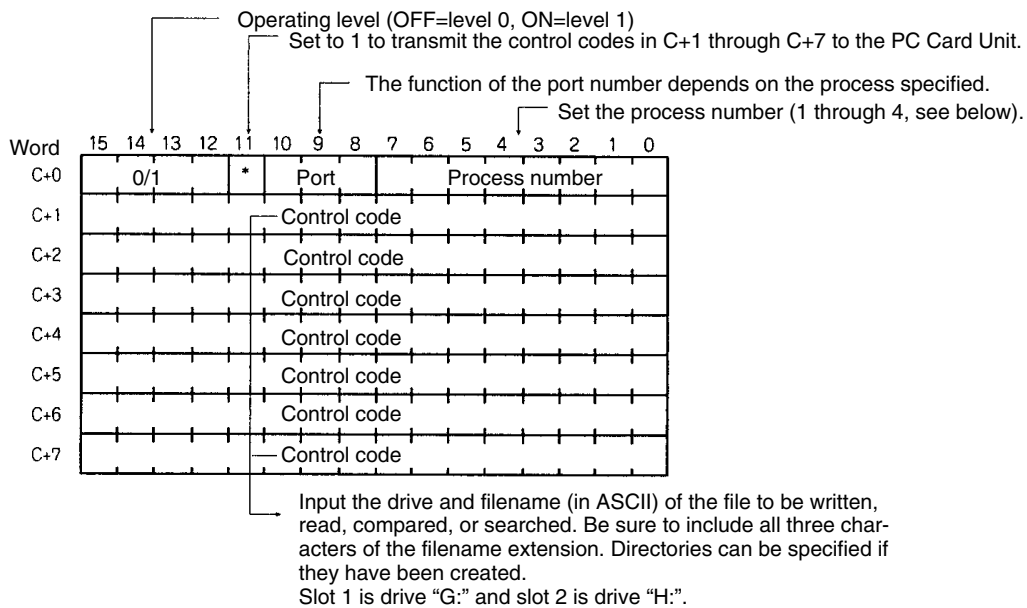 Operating level (OFF=level 0, ON=level 1)
Set to 1 to transmit the control codes in C+1 through C+7 to the PC Card Unit.
The function of the port number depends on the process specified.
Set the process number (1 through 4, see below).
Word 15 14 13 12 11 10 9 8 7 6 5 4 3 2 1 0
C+0 0/1 * Port Process number
C+1 Control code
C+2 Control code
C+3 Control code
C+4 Control code
C+5 Control code
C+6 Control code
C+7 Control code
Input the drive and filename (in ASCII) of the file to be written,
read, compared, or searched. Be sure to include all three char-
acters of the filename extension. Directories can be specified if
they have been created.
Slot 1 is drive “G:” and slot 2 is drive “H:”.